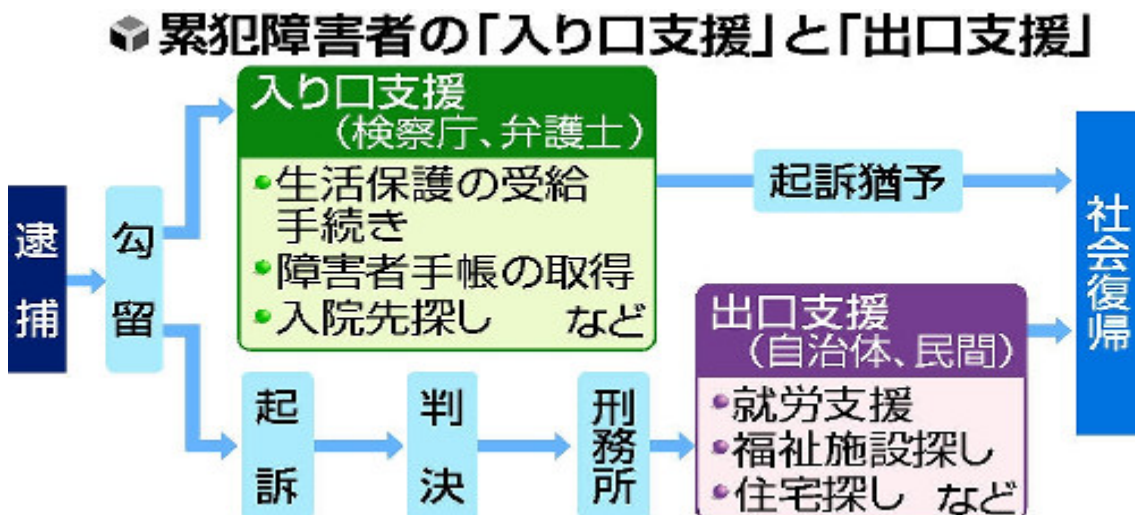 累犯障害者の「入り口支援」と「出口支援」
逮捕
勾留
入り口支援
（検察庁、弁護士）
•生活保護の受給
手続き
•障害者手帳の取得
•入院先探し など
起訴猶予
起訴
判決
刑務所
出口支援
（自治体、民間）
•就労支援
•福祉施設探し
•住宅探し など
社会復帰